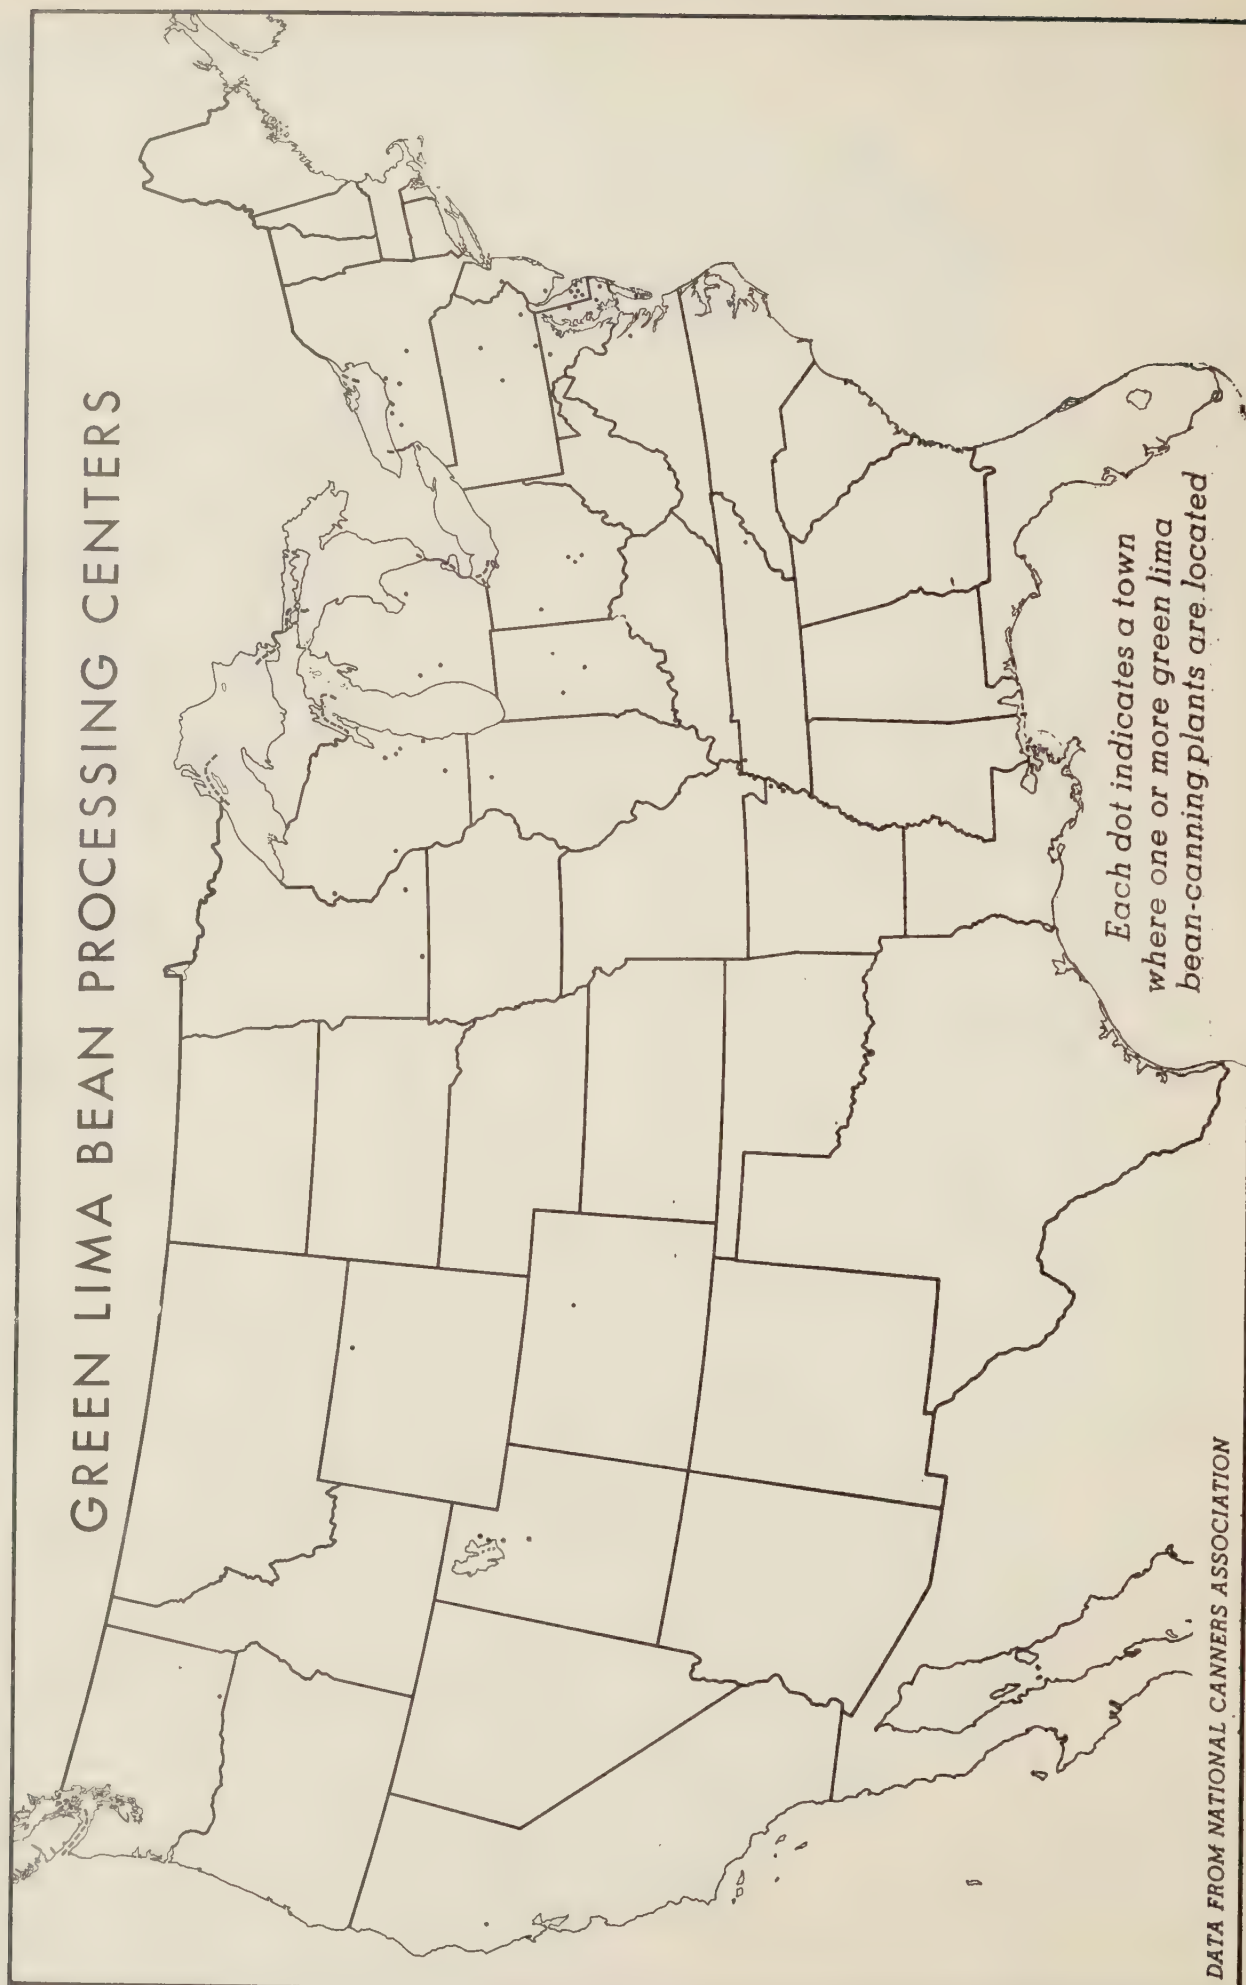 GREEN LIMA BEAN PROCESSING CENTERS
Each dot indicates a town
where one or more green lima
bean-canning plants are located
DATA FROM NATIONAL CANNERS ASSOCIATION